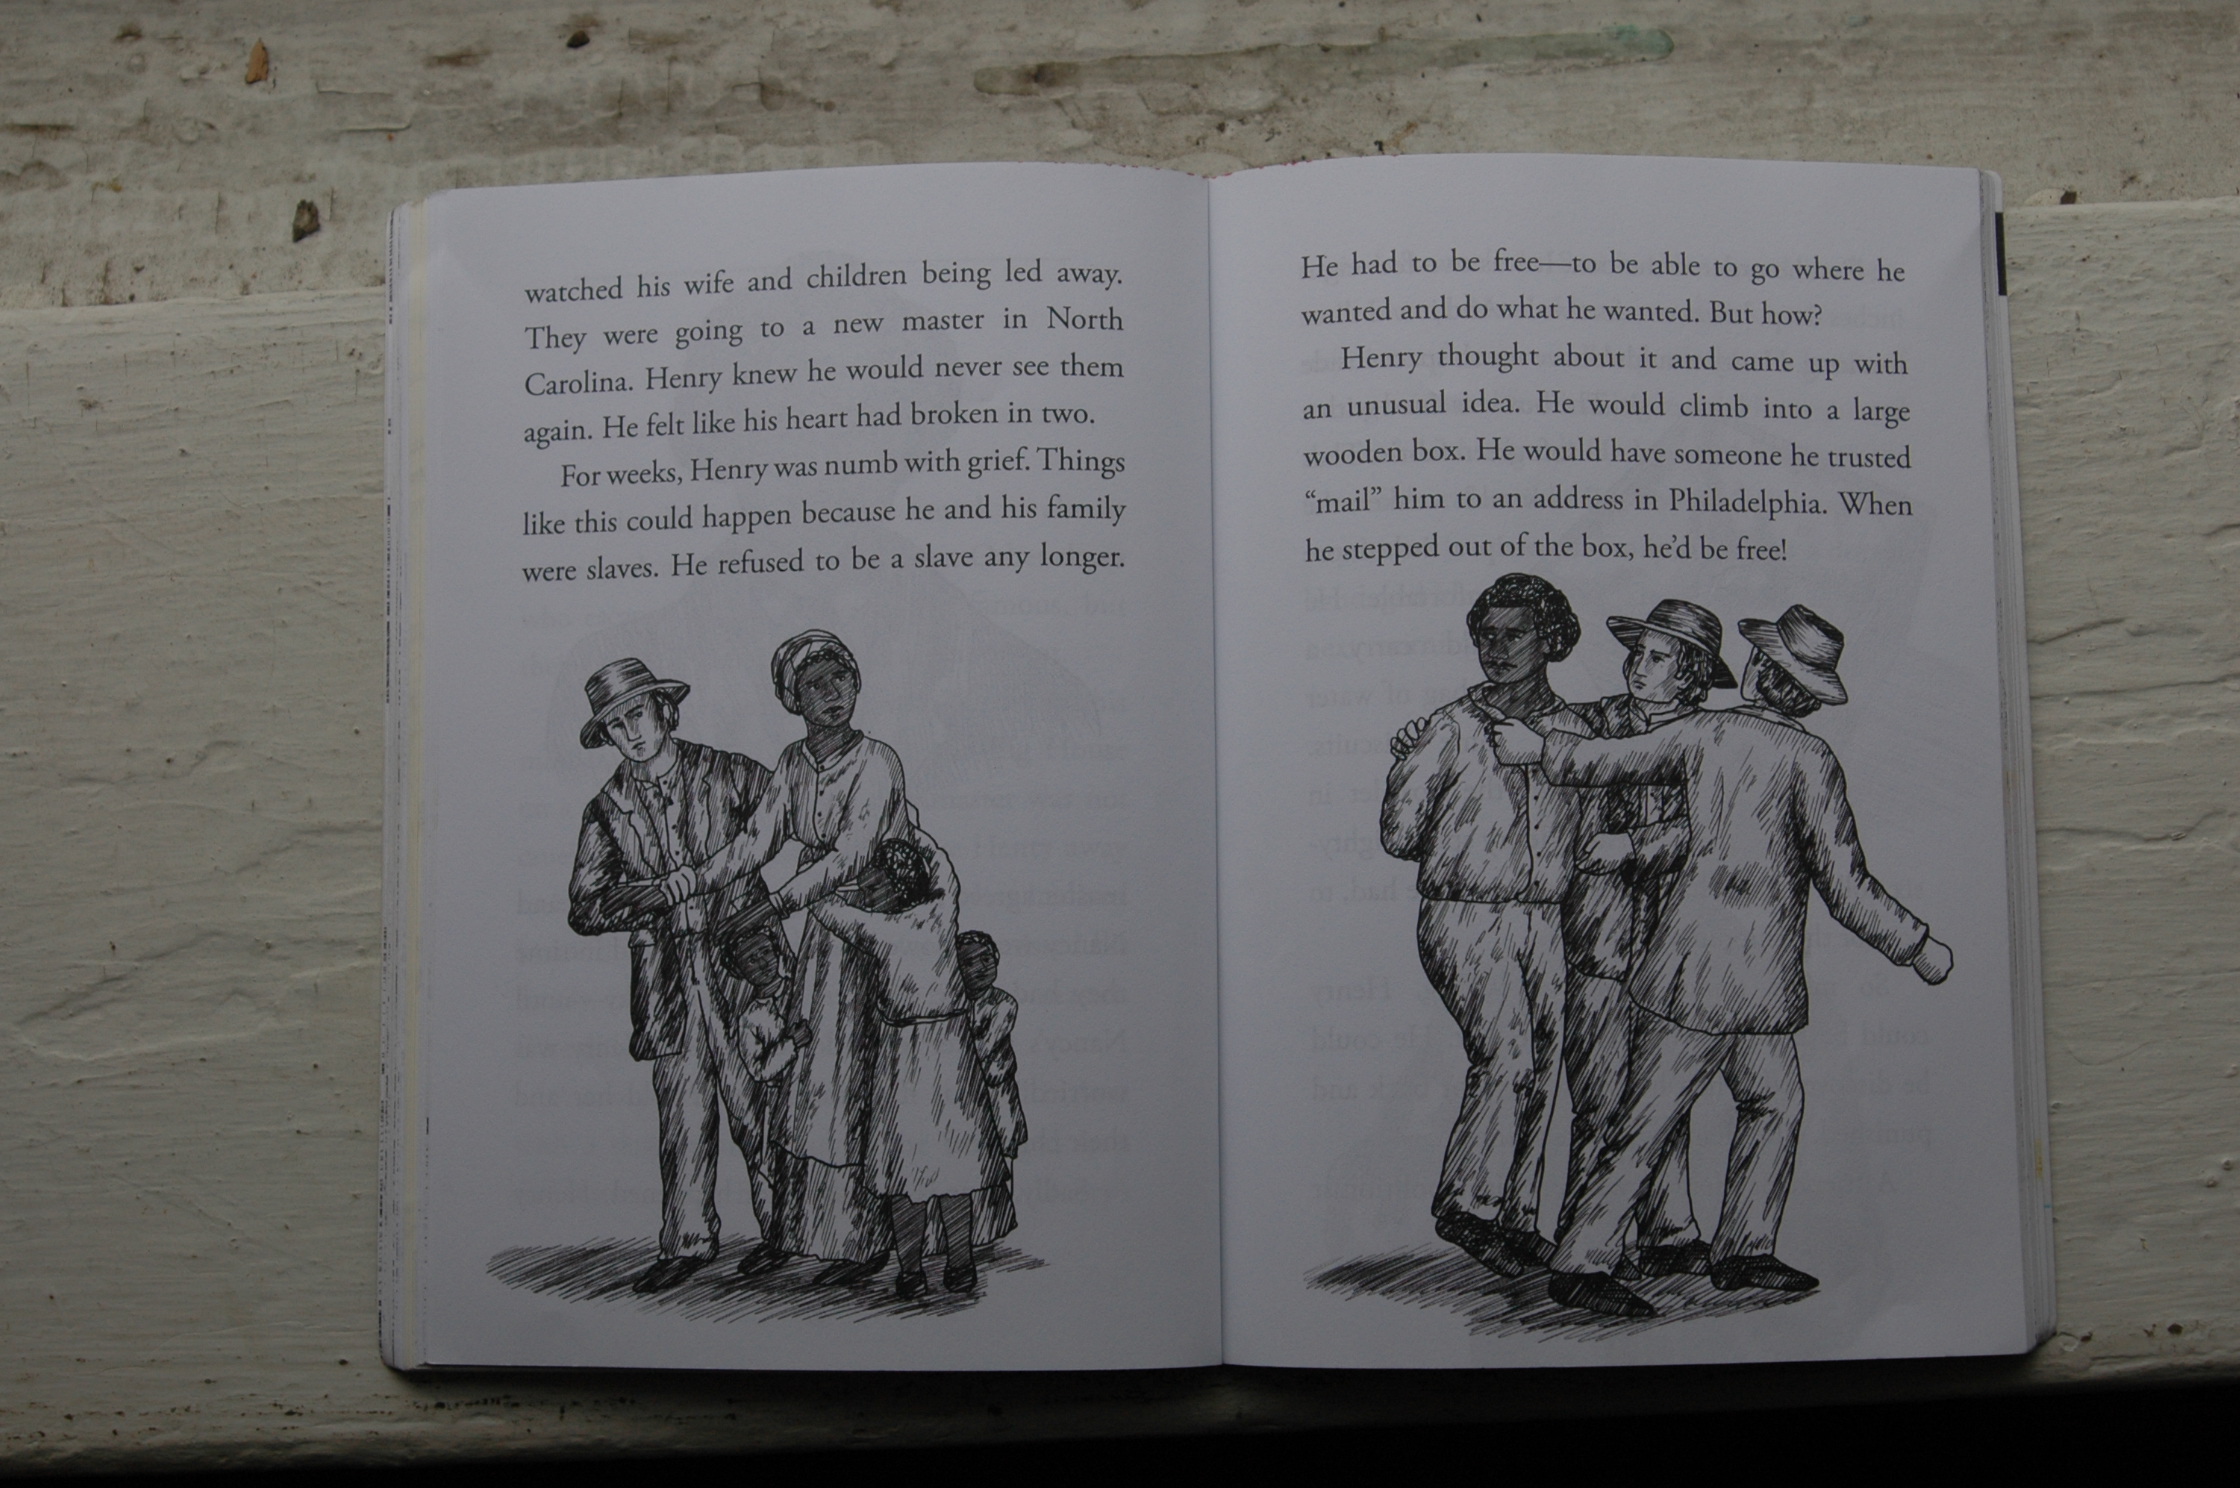 watched his wife and children being led away.
They were going to a new master in North
Carolina. Henry knew he would never see them
again. He felt like his heart had broken in two.
For weeks, Henry was numb with grief. Things
like this could happen because he and his family
were slaves. He refused to be a slave any longer.
He had to be free—to be able to go where he
wanted and do what he wanted. But how?
Henry thought about it and came up with
an unusual idea. He would climb into a large
wooden box. He would have someone he trusted
“mail” him to an address in Philadelphia. When
he stepped out of the box, he’d be free!